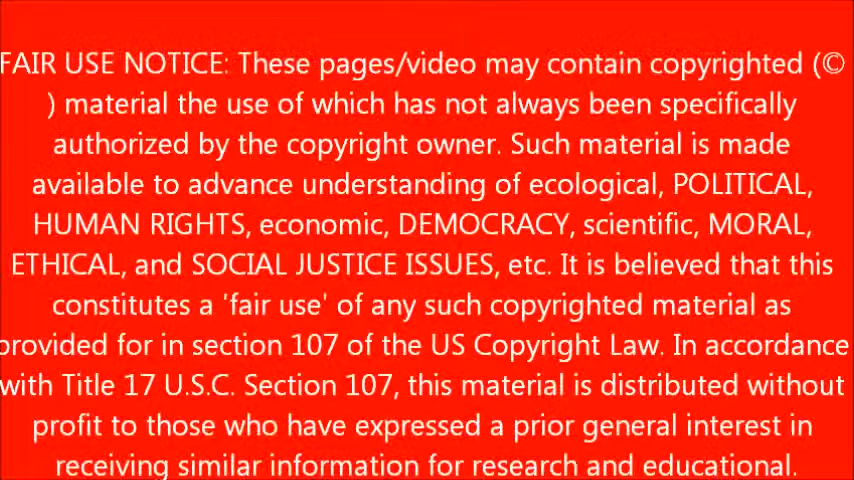 FAIR USE NOTICE: These pages/video may contain copyrighted (©
) material the use of which has not always been specifically
authorized by the copyright owner. Such material is made
available to advance understanding of ecological, POLITICAL,
HUMAN RIGHTS, economic, DEMOCRACY, scientific, MORAL,
ETHICAL, and SOCIAL JUSTICE ISSUES, etc. It is believed that this
constitutes a 'fair use' of any such copyrighted material as
provided for in section 107 of the US Copyright Law. In accordance
with Title 17 U.S.C. Section 107, this material is distributed without
profit to those who have expressed a prior general interest in
receiving similar information for research and educational.